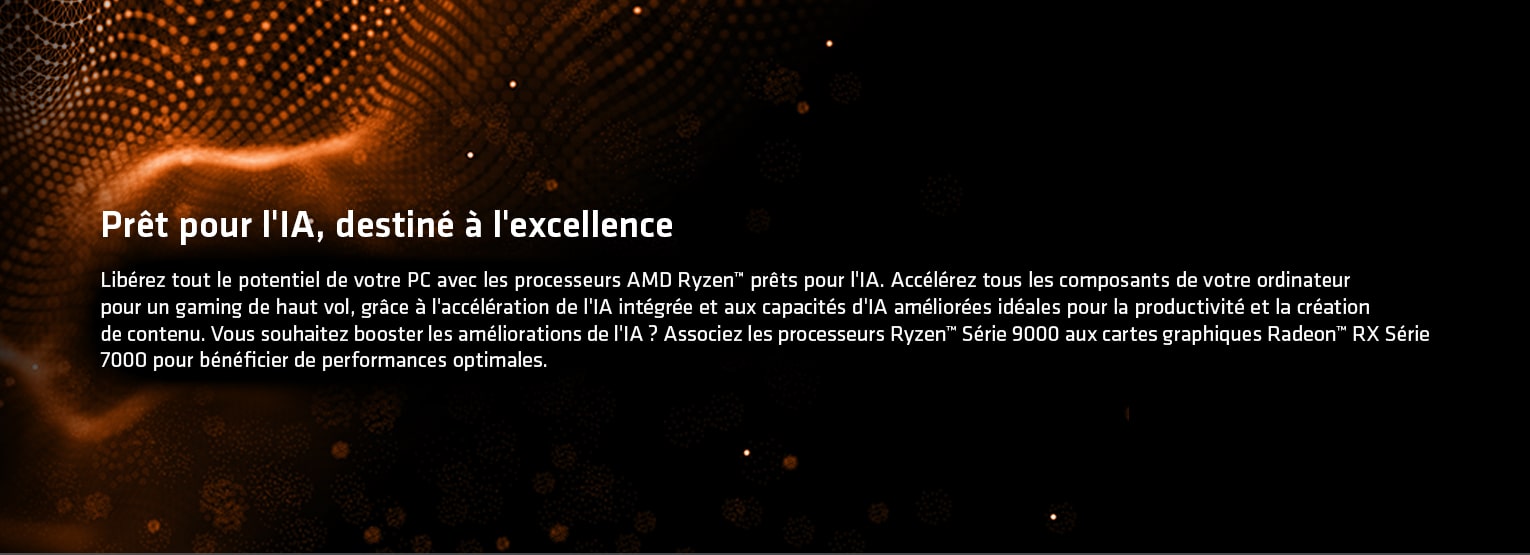 Prêt pour l'IA, destiné à l'excellence
Libérez tout le potentiel de votre PC avec les processeurs AMD Ryzen™ prêts pour l'IA. Accélérez tous les composants de votre ordinateur
pour un gaming de haut vol, grâce à l'accélération de l'IA intégrée et aux capacités d'IA améliorées idéales pour la productivité et la création
de contenu. Vous souhaitez booster les améliorations de l'IA ? Associez les processeurs Ryzen™ Série 9000 aux cartes graphiques Radeon™ RX Série
7000 pour bénéficier de performances optimales.